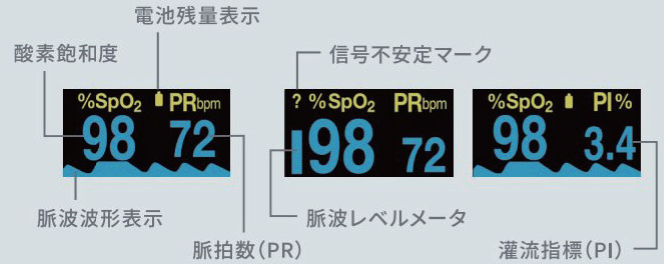 電池残量表示
酸素飽和度
信号不安定マーク
%SpO₂ PRbpm
98 72
? %SpO₂ PRbpm
98 72
%SpO₂ PI%
98 3.4
脈波波形表示
脈波レベルメータ
脈拍数(PR)
灌流指標(PI)